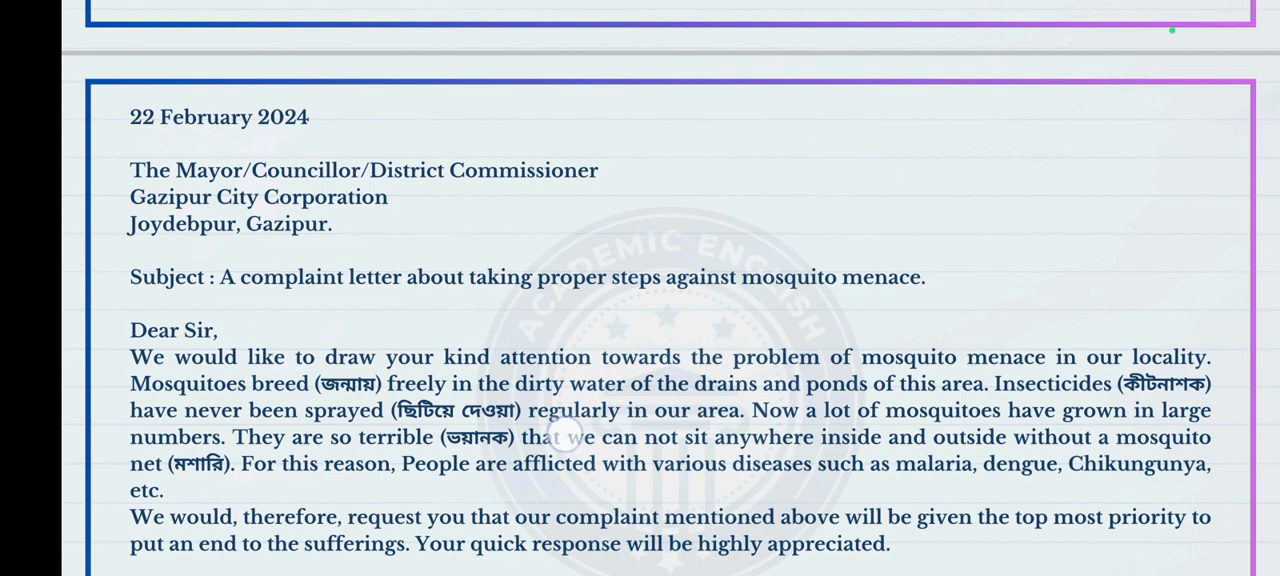 22 February 2024
The Mayor/Councillor/District Commissioner
Gazipur City Corporation
Joydebpur, Gazipur.
Subject : A complaint letter about taking proper steps against mosquito menace.
ACADEMIC ENGLISH
Dear Sir,
We would like to draw your kind attention towards the problem of mosquito menace in our locality.
Mosquitoes breed (জন্মায়) freely in the dirty water of the drains and ponds of this area. Insecticides (কীটনাশক)
have never been sprayed (ছিটিয়ে দেওয়া) regularly in our area. Now a lot of mosquitoes have grown in large
numbers. They are so terrible (ভয়ানক) that we can not sit anywhere inside and outside without a mosquito
net (মশারি). For this reason, People are afflicted with various diseases such as malaria, dengue, Chikungunya,
etc.
We would, therefore, request you that our complaint mentioned above will be given the top most priority to
put an end to the sufferings. Your quick response will be highly appreciated.